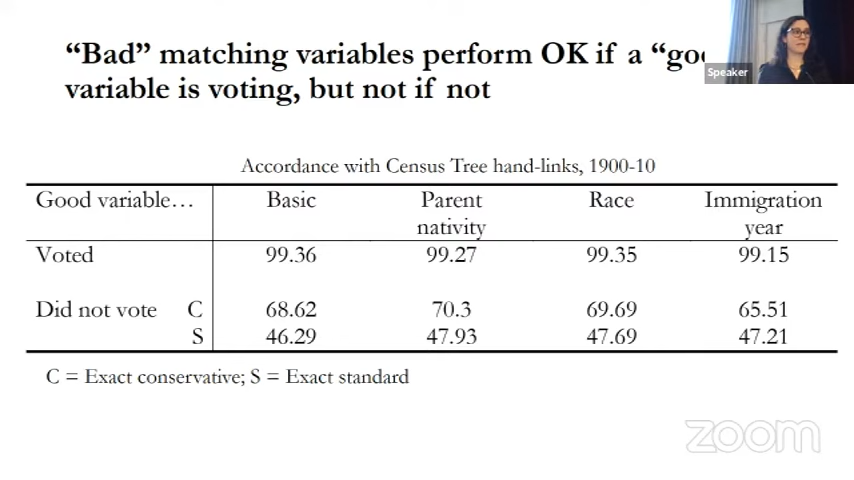 “Bad” matching variables perform OK if a
variable is voting, but not if not
Speaker
Accordance with Census Tree hand-links, 1900-10
Good variable… Basic Parent nativity Race Immigration year
Voted 99.36 99.27 99.35 99.15
Did not vote C 68.62 70.3 69.69 65.51
S 46.29 47.93 47.69 47.21
C = Exact conservative; S = Exact standard
zoom